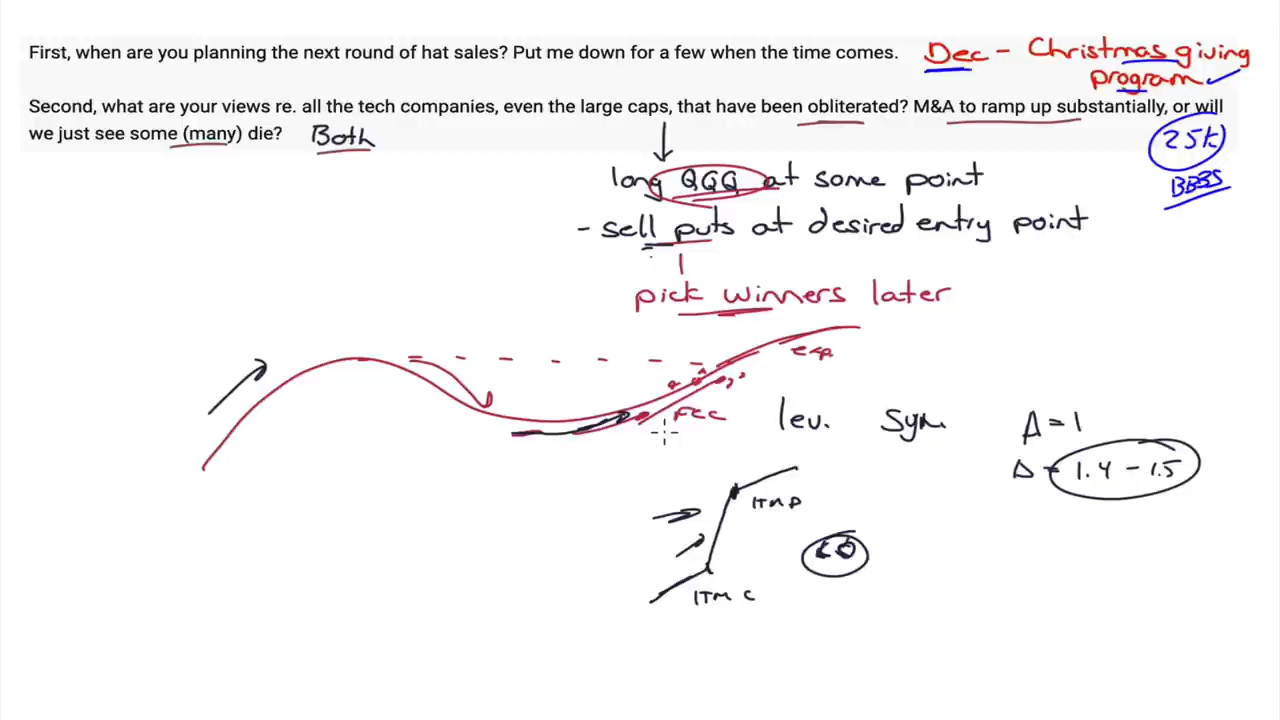 First, when are you planning the next round of hat sales? Put me down for a few when the time comes. Dec - Christmas giving
program
Second, what are your views re. all the tech companies, even the large caps, that have been obliterated? M&A to ramp up substantially, or will
we just see some (many) die? Both
25k
BBBS
long QQQ at some point
- sell puts at desired entry point
pick winners later
exp.
FCC
lev. Syn.
Δ = 1
Δ = 1.4 - 1.5
ITM P
ITM C